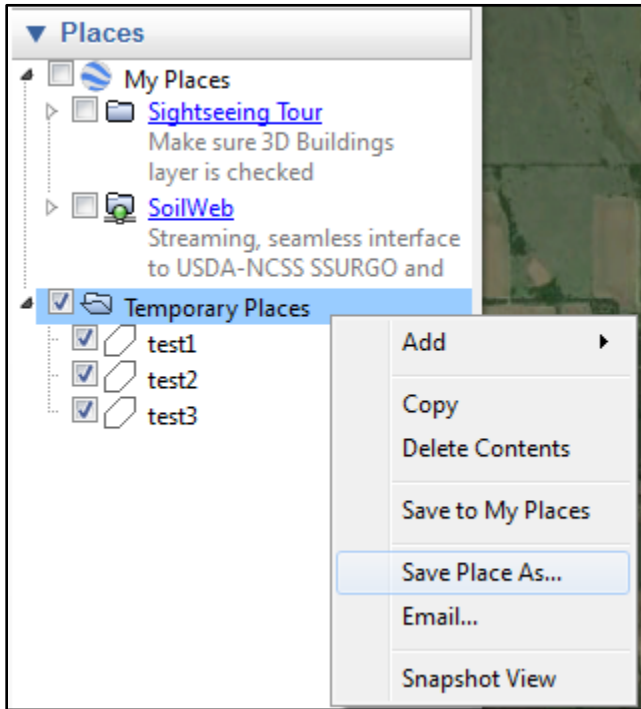 Places
My Places
Sightseeing Tour
Make sure 3D Buildings
layer is checked
SoilWeb
Streaming, seamless interface
to USDA-NCSS SSURGO and
Temporary Places
test1
test2
test3
Add
Copy
Delete Contents
Save to My Places
Save Place As...
Email...
Snapshot View